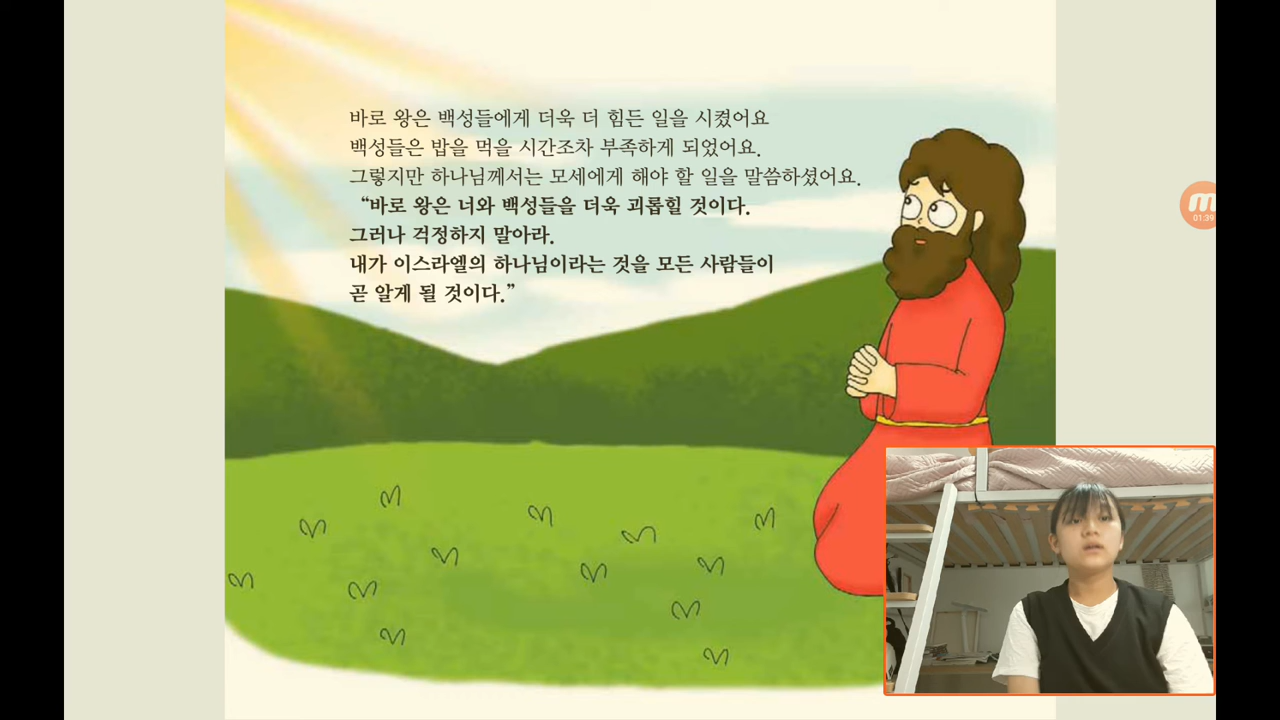 바로 왕은 백성들에게 더욱 더 힘든 일을 시켰어요
백성들은 밥을 먹을 시간조차 부족하게 되었어요.
그렇지만 하나님께서는 모세에게 해야 할 일을 말씀하셨어요.
“바로 왕은 너와 백성들을 더욱 괴롭힐 것이다.
그러나 걱정하지 말아라.
내가 이스라엘의 하나님이라는 것을 모든 사람들이
곧 알게 될 것이다.”
m
01:39